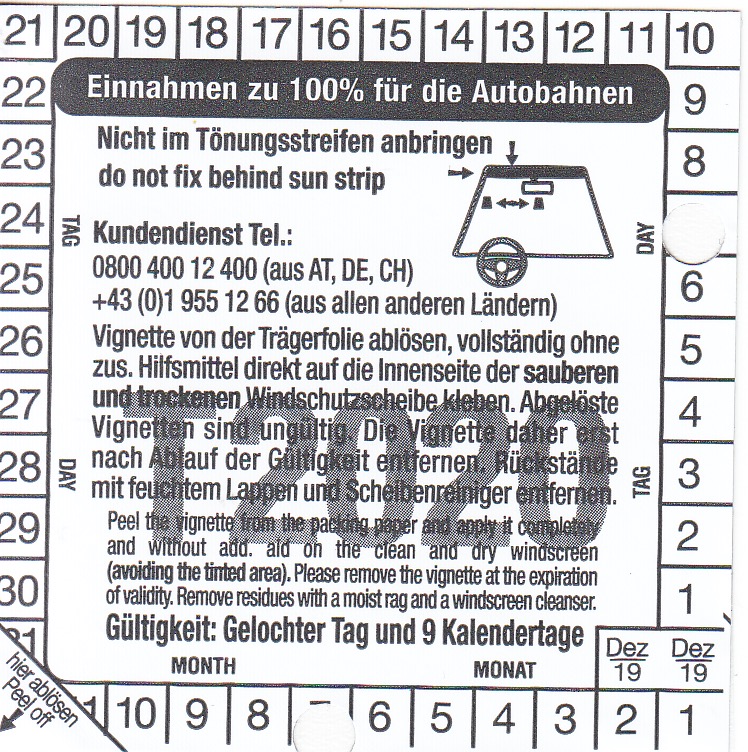 21 20 19 18 17 16 15 14 13 12 11 10
22
9
23
8
24
25
6
26
5
27
4
28
3
29
2
30
1
31
Einnahmen zu 100% für die Autobahnen
Nicht im Tönungsstreifen anbringen
do not fix behind sun strip
TAG
DAY
Kundendienst Tel.:
0800 400 12 400 (aus AT, DE, CH)
+43 (0)1 955 12 66 (aus allen anderen Ländern)
Vignette von der Trägerfolie ablösen, vollständig ohne
zus. Hilfsmittel direkt auf die Innenseite der sauberen
und trockenen Windschutzscheibe kleben. Abgelöste
Vignetten sind ungültig. Die Vignette daher erst
nach Ablauf der Gültigkeit entfernen. Rückstände
mit feuchtem Lappen und Scheibenreiniger entfernen.
T2020
DAY
TAG
Peel the vignette from the packing paper and apply it completely
and without add. aid on the clean and dry windscreen
(avoiding the tinted area). Please remove the vignette at the expiration
of validity. Remove residues with a moist rag and a windscreen cleanser.
Gültigkeit: Gelochter Tag und 9 Kalendertage
MONTH MONAT
Dez
19
Dez
19
hier ablösen
Peel off
10 9 8 6 5 4 3 2 1